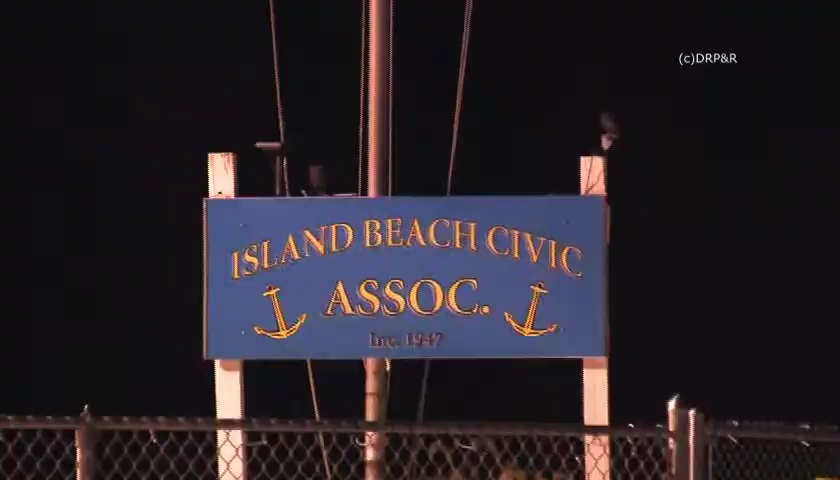 (c)DRP&R
ISLAND BEACH CIVIC
ASSOC.
Inc. 1947